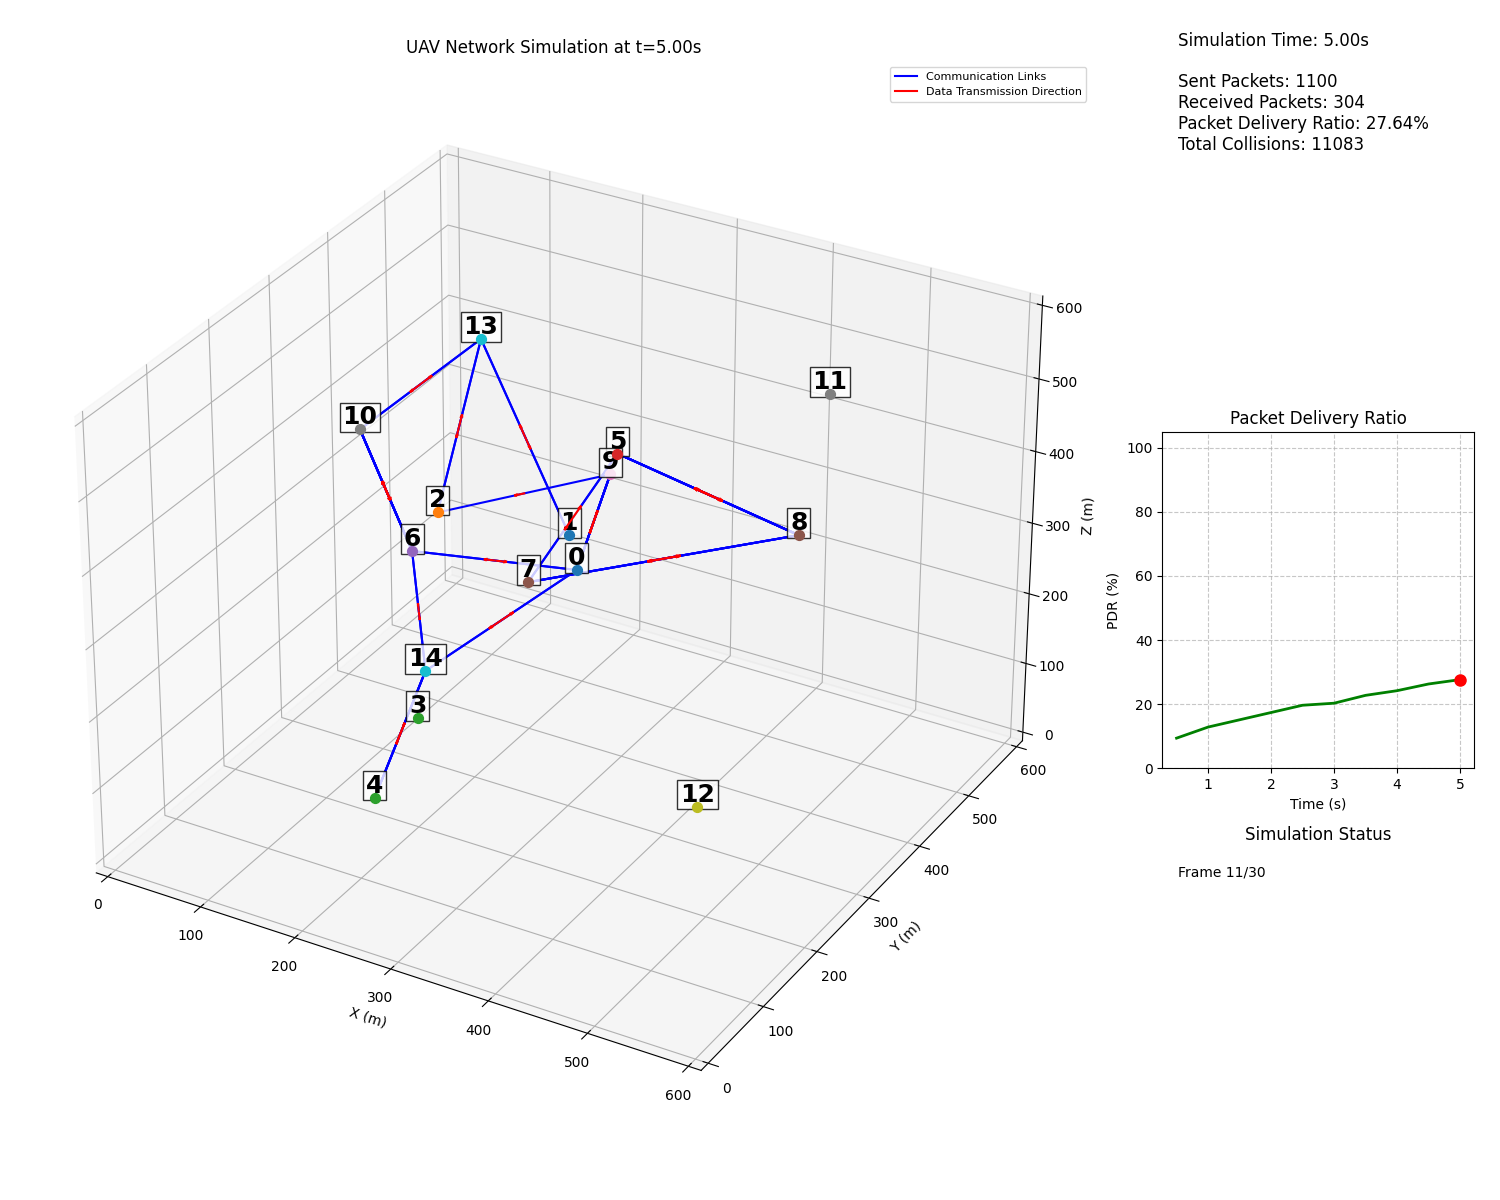 UAV Network Simulation at t=5.00s
Communication Links
Data Transmission Direction
Simulation Time: 5.00s
Sent Packets: 1100
Received Packets: 304
Packet Delivery Ratio: 27.64%
Total Collisions: 11083
13
11
10
5
9
2
1
8
6
0
7
14
3
4
12
600
500
400
300
200
100
0
Z (m)
600
500
400
300
200
100
0
Y (m)
0
100
200
300
400
500
600
X (m)
Packet Delivery Ratio
100
80
60
40
20
0
PDR (%)
1
2
3
4
5
Time (s)
Simulation Status
Frame 11/30